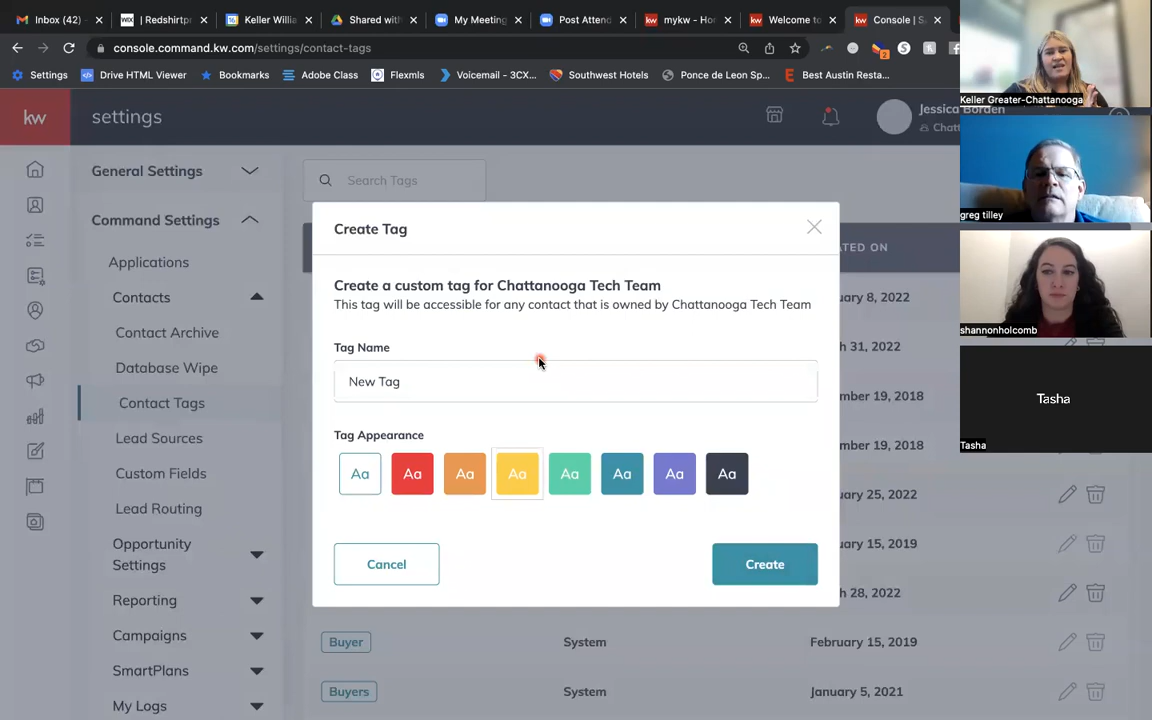 Inbox (42)
| Redshirtp
Keller Willia
Shared with
My Meeting
Post Attend
mykw - Hor
Welcome to
Console | S
console.command.kw.com/settings/contact-tags
Settings
Drive HTML Viewer
Bookmarks
Adobe Class
Flexmls
Voicemail - 3CX...
Southwest Hotels
Ponce de Leon Sp...
Best Austin Resta...
kw
settings
Jessica Borden
Chatt
General Settings
Command Settings
Applications
Contacts
Contact Archive
Database Wipe
Contact Tags
Lead Sources
Custom Fields
Lead Routing
Opportunity
Settings
Reporting
Campaigns
SmartPlans
My Logs
Search Tags
ATED ON
Create Tag
Create a custom tag for Chattanooga Tech Team
This tag will be accessible for any contact that is owned by Chattanooga Tech Team
Tag Name
New Tag
Tag Appearance
Aa Aa Aa Aa Aa Aa Aa Aa
Cancel
Create
uary 8, 2022
h 31, 2022
mber 19, 2018
mber 19, 2018
uary 25, 2022
uary 15, 2019
h 28, 2022
Buyer System February 15, 2019
Buyers System January 5, 2021
Keller Greater-Chattanooga
greg tilley
shannonholcomb
Tasha
Tasha